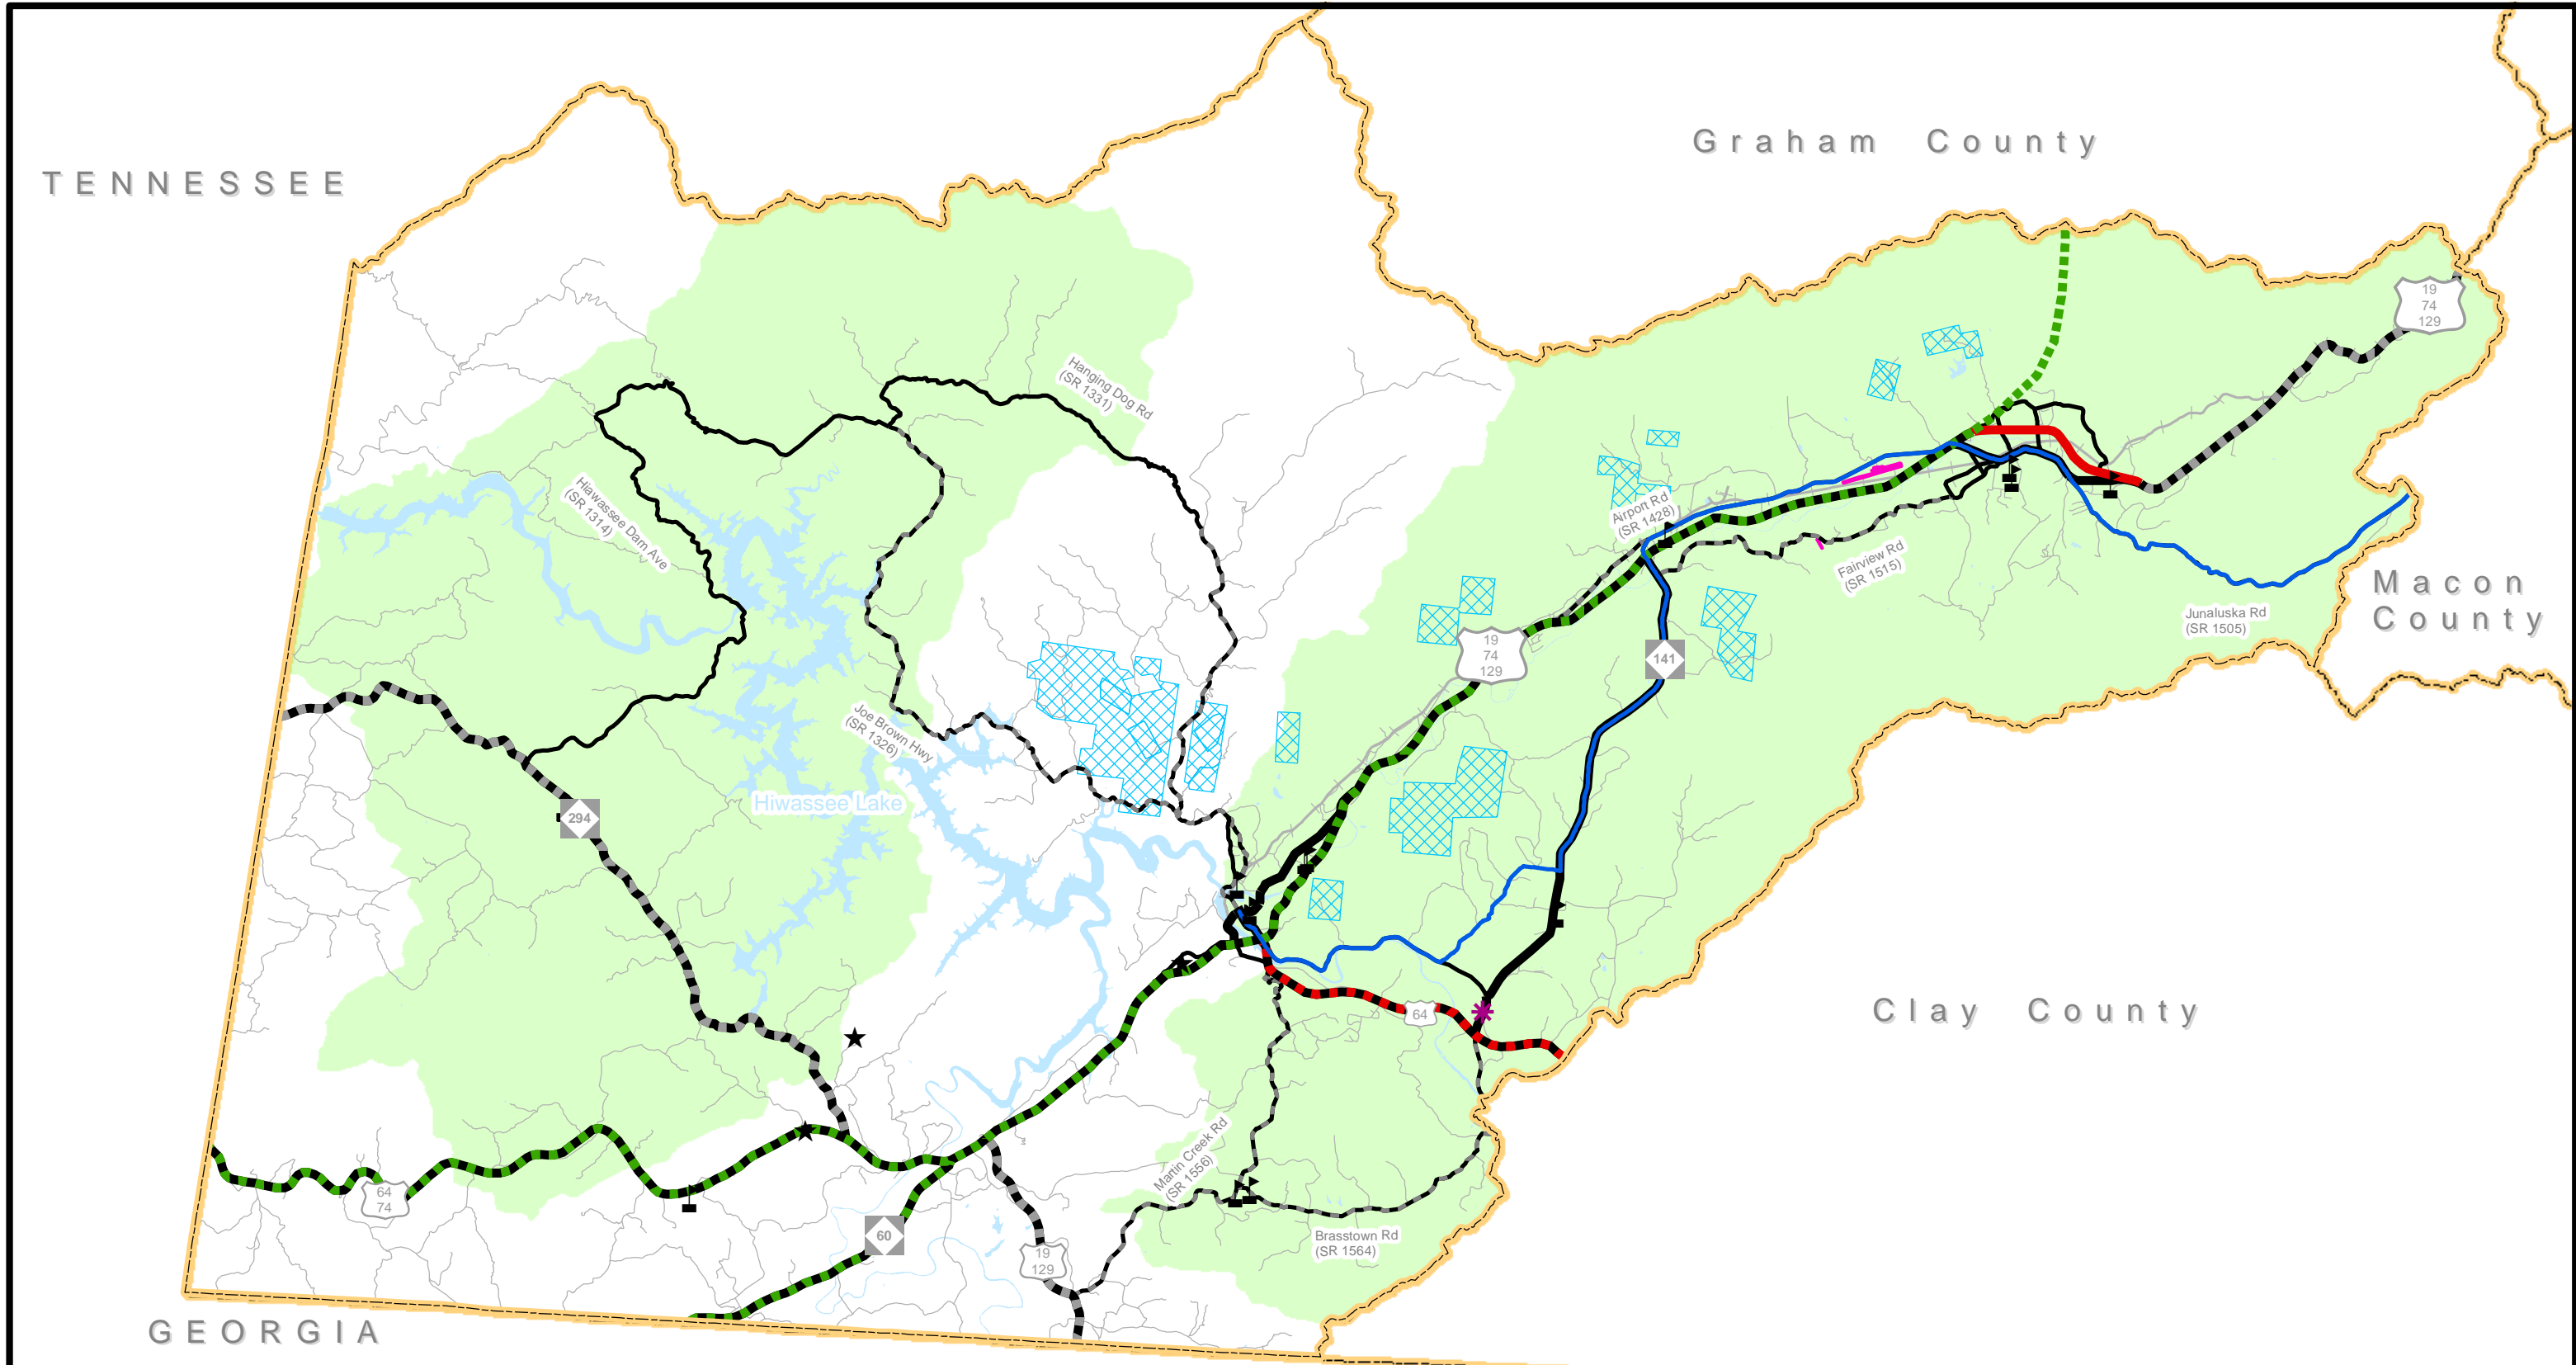 Graham County
TENNESSEE
19
74
129
Hanging Dog Rd
(SR 1331)
Hiawassee Dam Ave
(SR 1314)
Airport Rd
(SR 1428)
Fairview Rd
(SR 1515)
Macon
County
Junaluska Rd
(SR 1505)
19
74
129
141
Joe Brown Hwy
(SR 1326)
Hiwassee Lake
294
Clay County
64
Martin Creek Rd
(SR 1556)
64
74
60
19
129
Brasstown Rd
(SR 1564)
GEORGIA